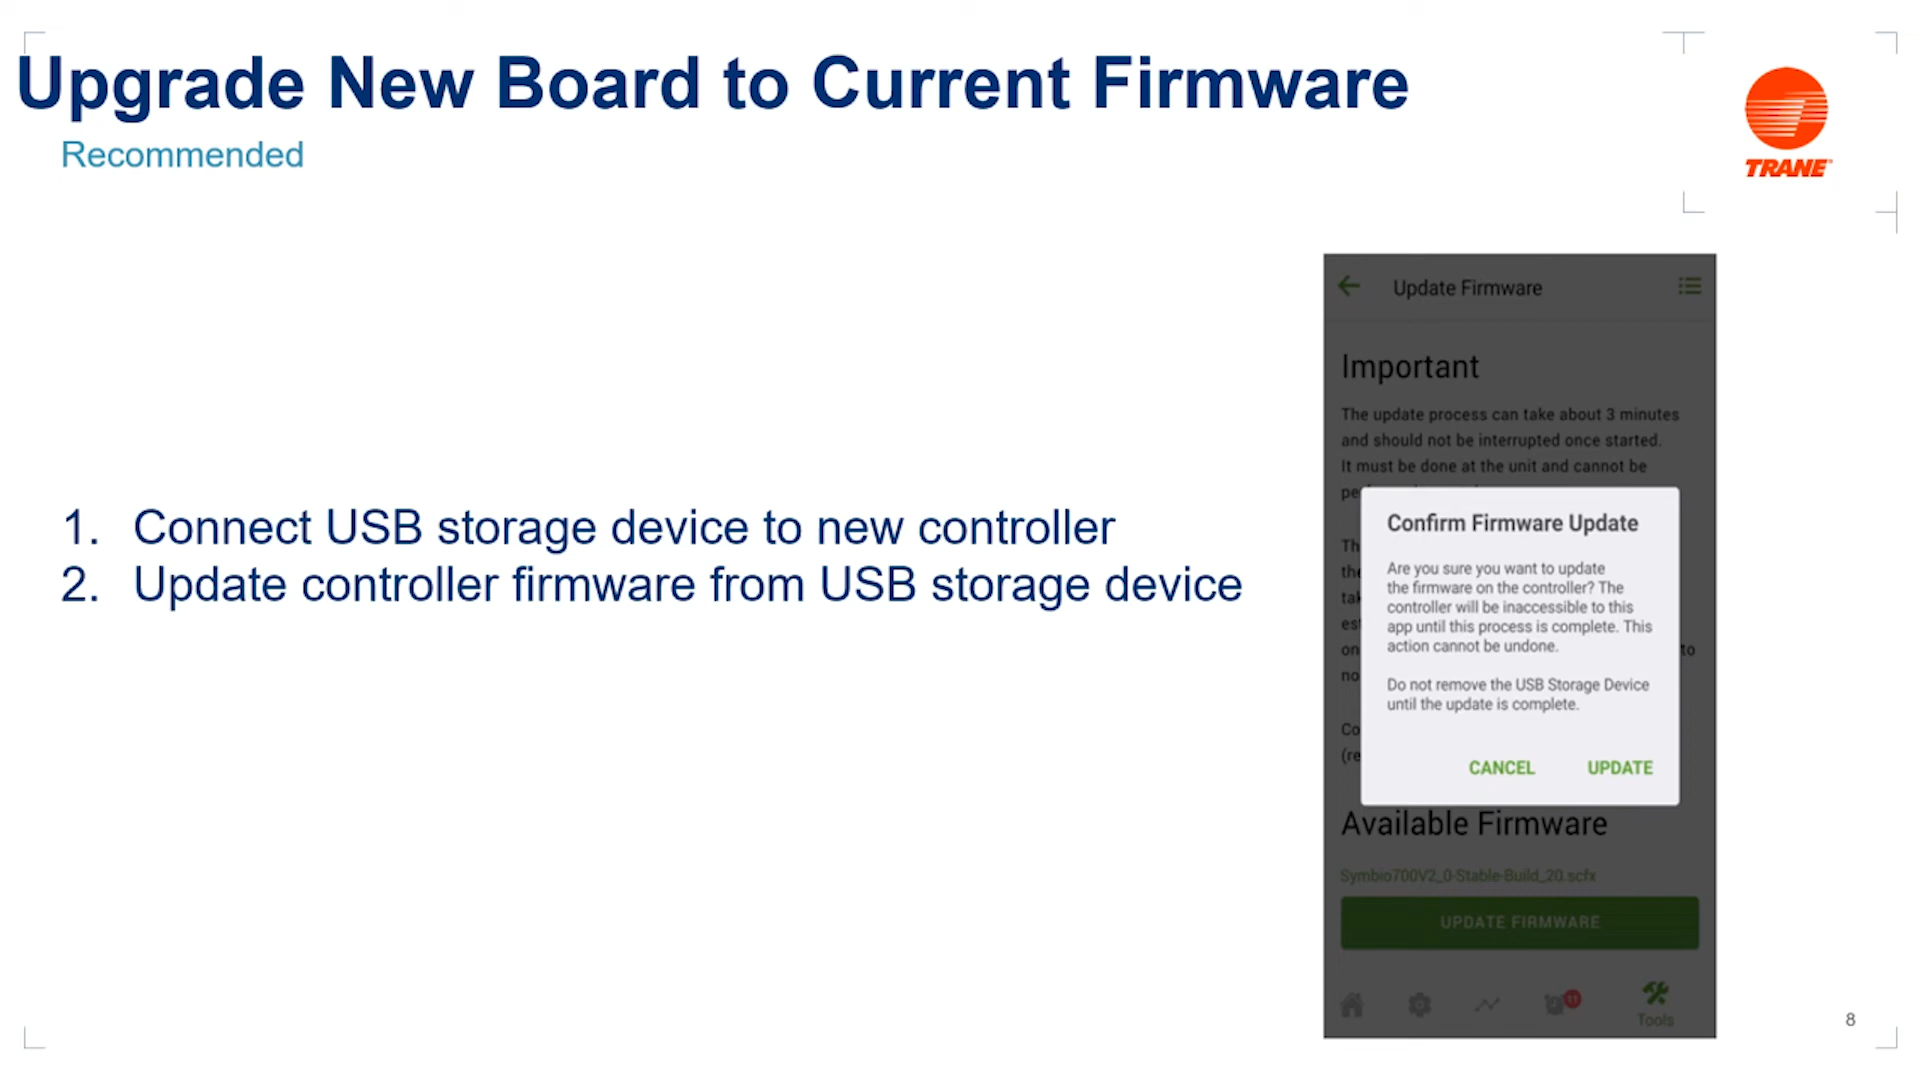 Upgrade New Board to Current Firmware
Recommended
TRANE
1. Connect USB storage device to new controller
2. Update controller firmware from USB storage device
Update Firmware
Important
The update process can take about 3 minutes
and should not be interrupted once started.
It must be done at the unit and cannot be
Confirm Firmware Update
Are you sure you want to update
the firmware on the controller? The
controller will be inaccessible to this
app until this process is complete. This
action cannot be undone.
to
Do not remove the USB Storage Device
until the update is complete.
CANCEL UPDATE
Available Firmware
Symbio700V2_0-Stable-Build_20.scfx
UPDATE FIRMWARE
11
Tools
8